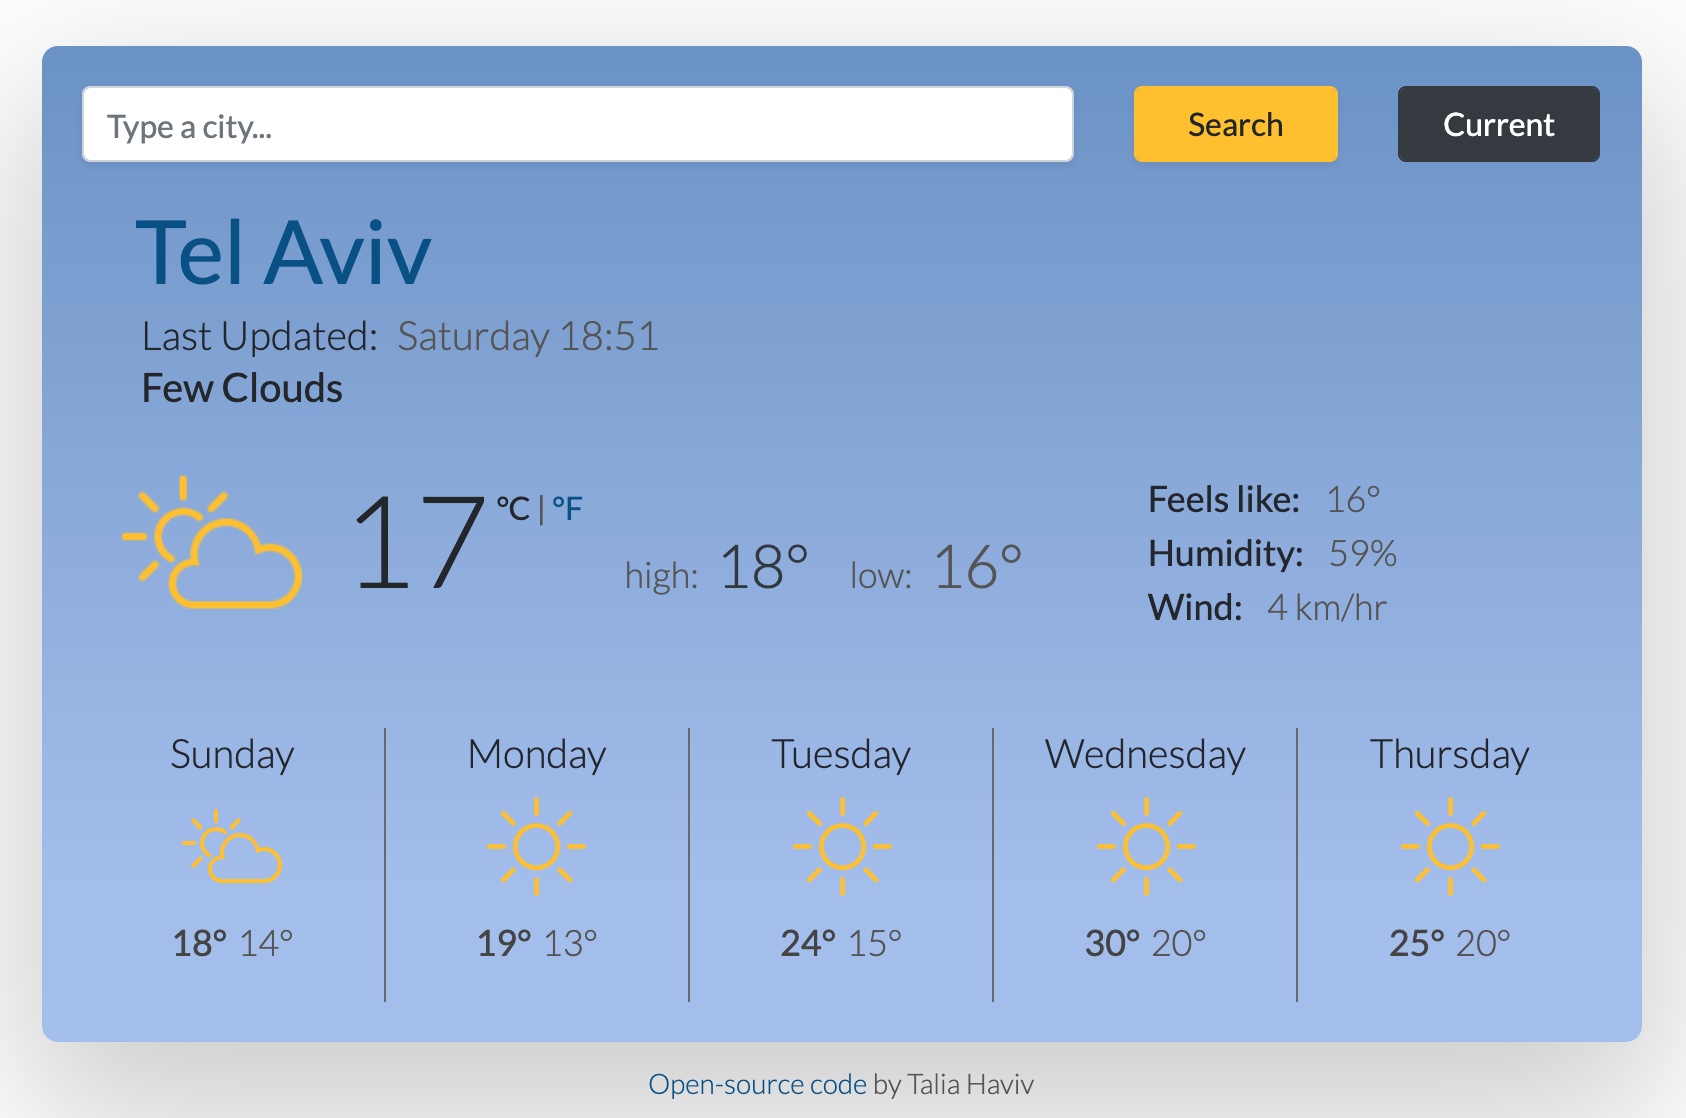 Type a city...
Search
Current
Tel Aviv
Last Updated: Saturday 18:51
Few Clouds
17 °C | °F
high: 18° low: 16°
Feels like: 16°
Humidity: 59%
Wind: 4 km/hr
Sunday
18° 14°
Monday
19° 13°
Tuesday
24° 15°
Wednesday
30° 20°
Thursday
25° 20°
Open-source code by Talia Haviv